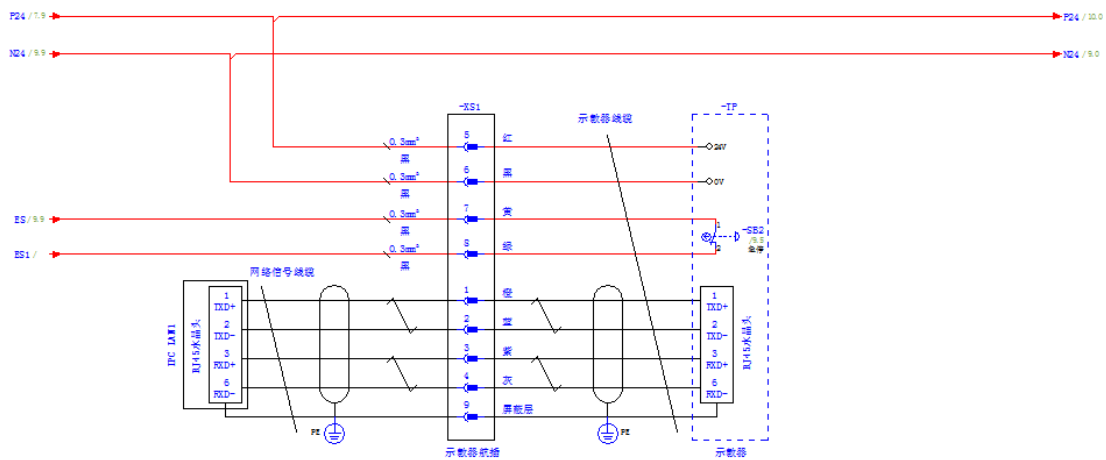 P24 /7.9
P24 /10.0
N24 /9.9
N24 /9.0
-XS1
示教器线缆
-TP
0.3mm²
5
红
24V
黑
0.3mm²
6
黑
0V
黑
ES /9.9
0.3mm²
7
黄
1
-SB2
/9.8
急停
黑
ES1 /
0.3mm²
8
绿
2
黑
网络信号线缆
IPC LAN1
RJ45水晶头
1
TXD+
1
橙
1
TXD+
2
TXD-
2
蓝
2
TXD-
3
RXD+
3
紫
3
RXD+
6
RXD-
4
灰
6
RXD-
RJ45水晶头
9
屏蔽层
PE
PE
示教器航插
示教器